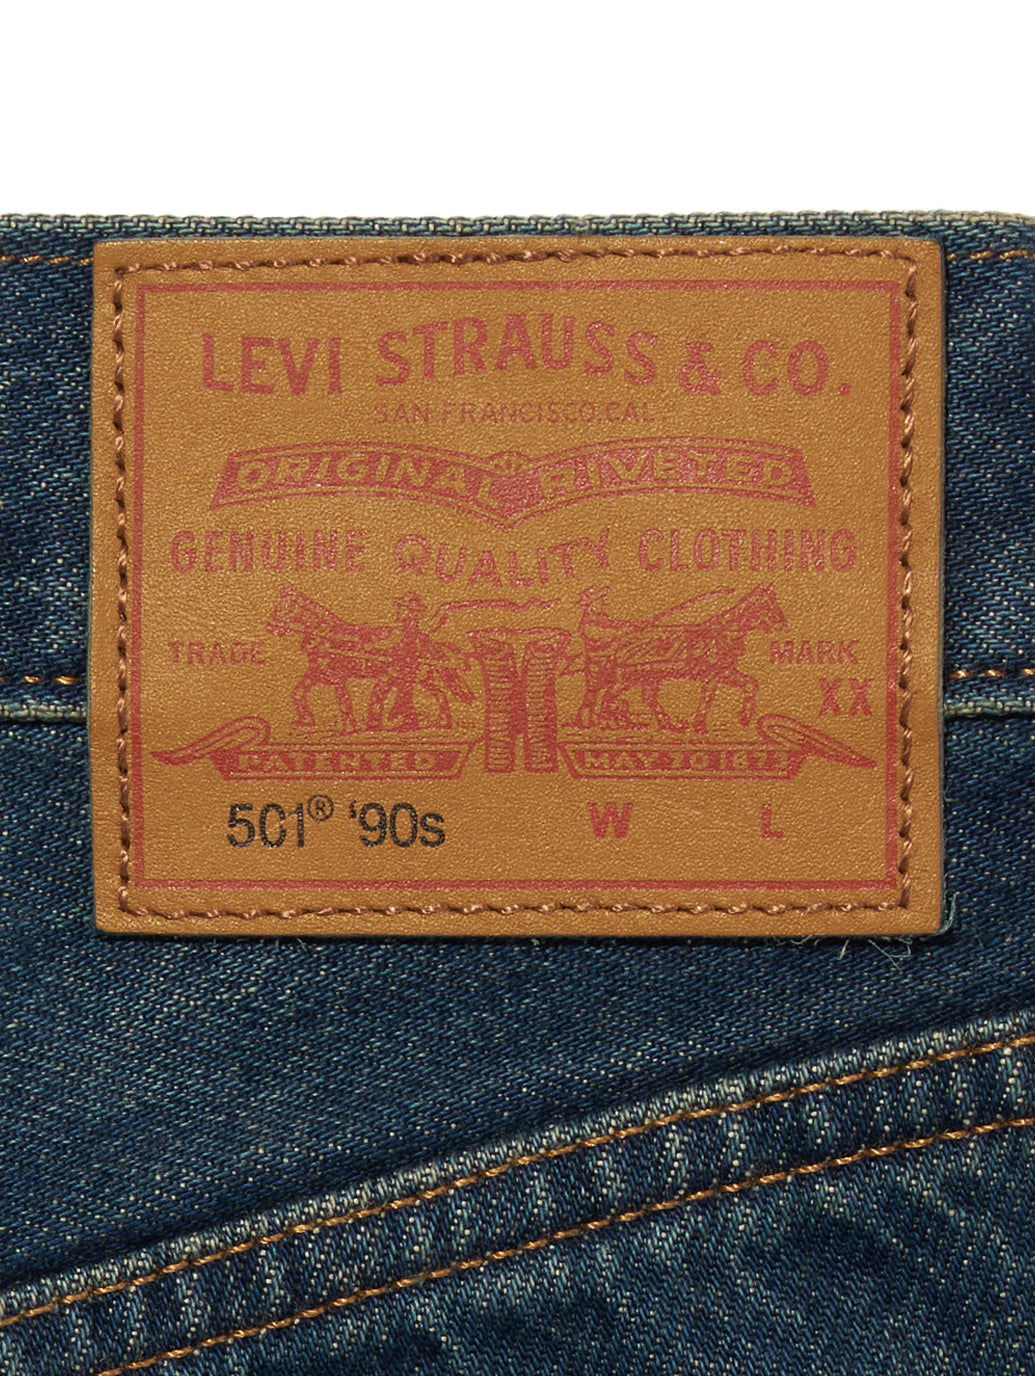 LEVI STRAUSS & CO.
SAN FRANCISCO, CAL.
ORIGINAL RIVETED
GENUINE QUALITY CLOTHING
TRADE MARK
XX
PATENTED MAY 20 1873
501® ‘90s W L